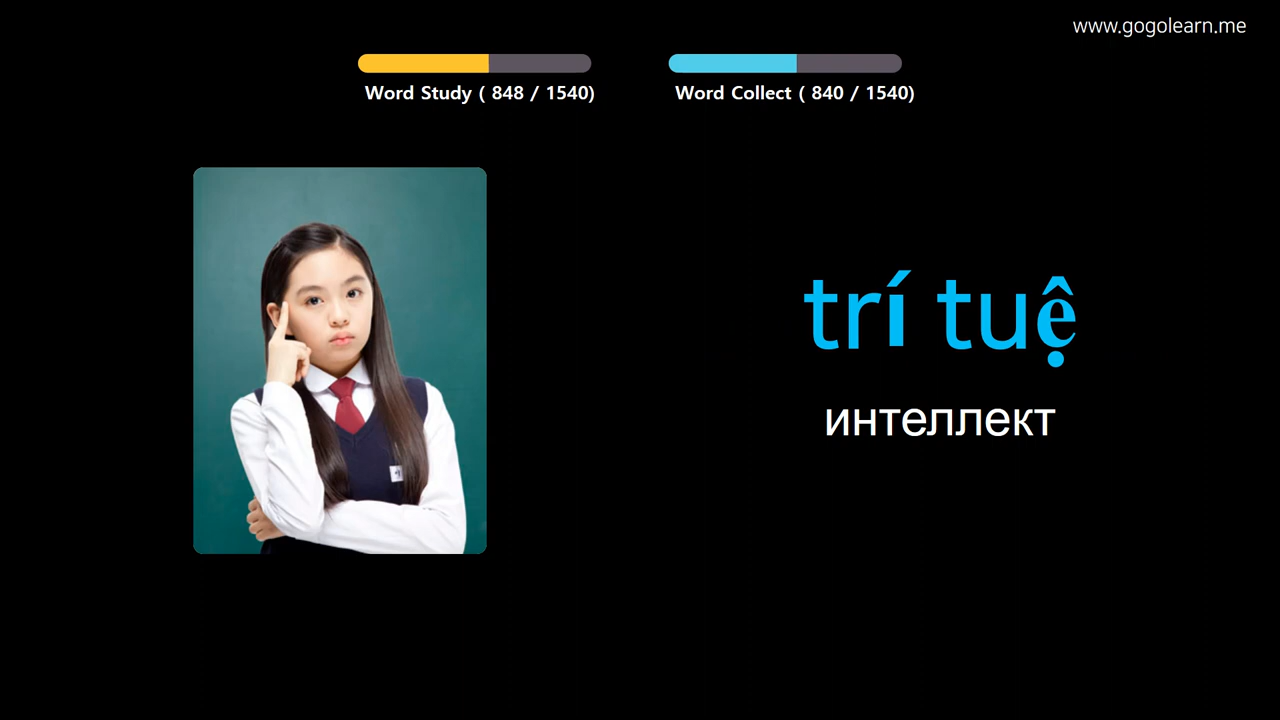 www.gogolearn.me
Word Study ( 848 / 1540)
Word Collect ( 840 / 1540)
trí tuệ
интеллект